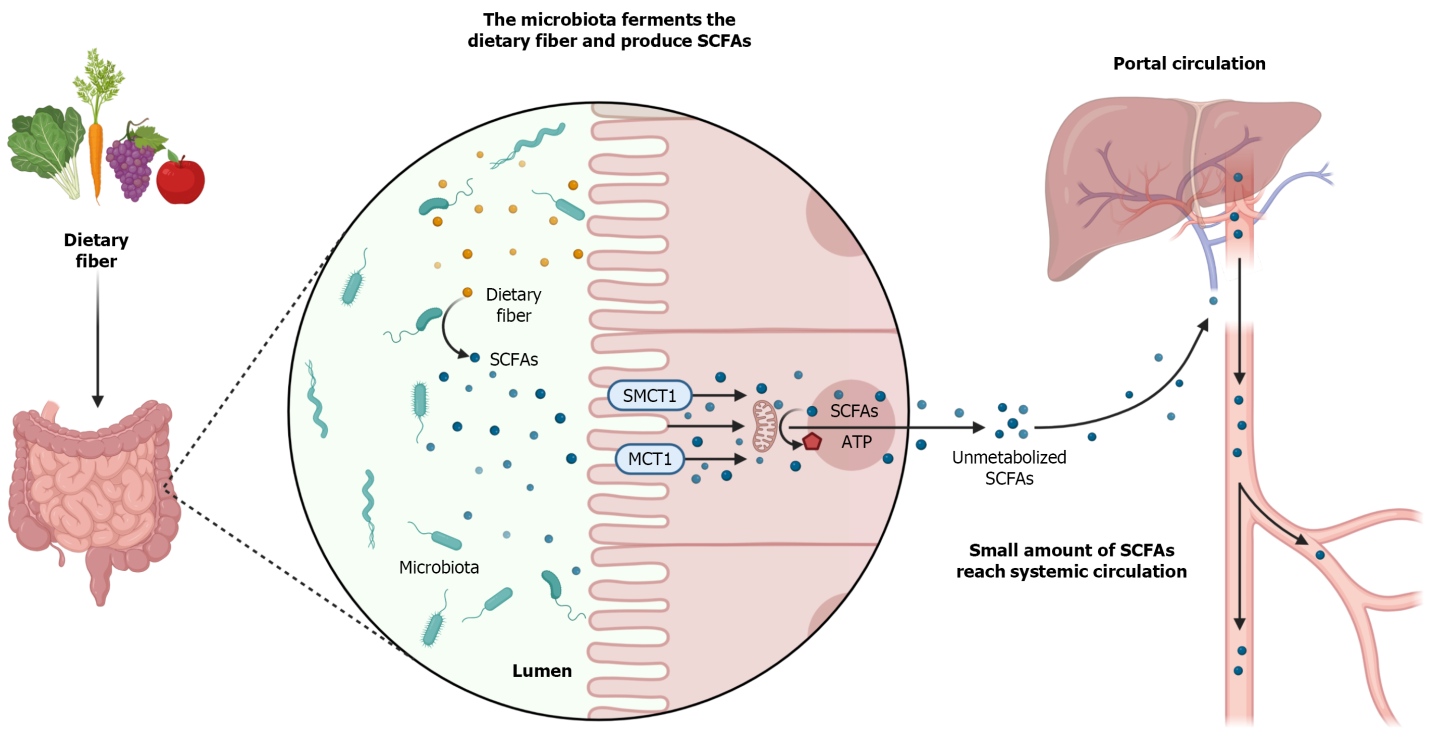 The microbiota ferments the
dietary fiber and produce SCFAs
Portal circulation
Dietary
fiber
Dietary
fiber
SCFAs
SMCT1
MCT1
SCFAs
ATP
Unmetabolized
SCFAs
Microbiota
Lumen
Small amount of SCFAs
reach systemic circulation